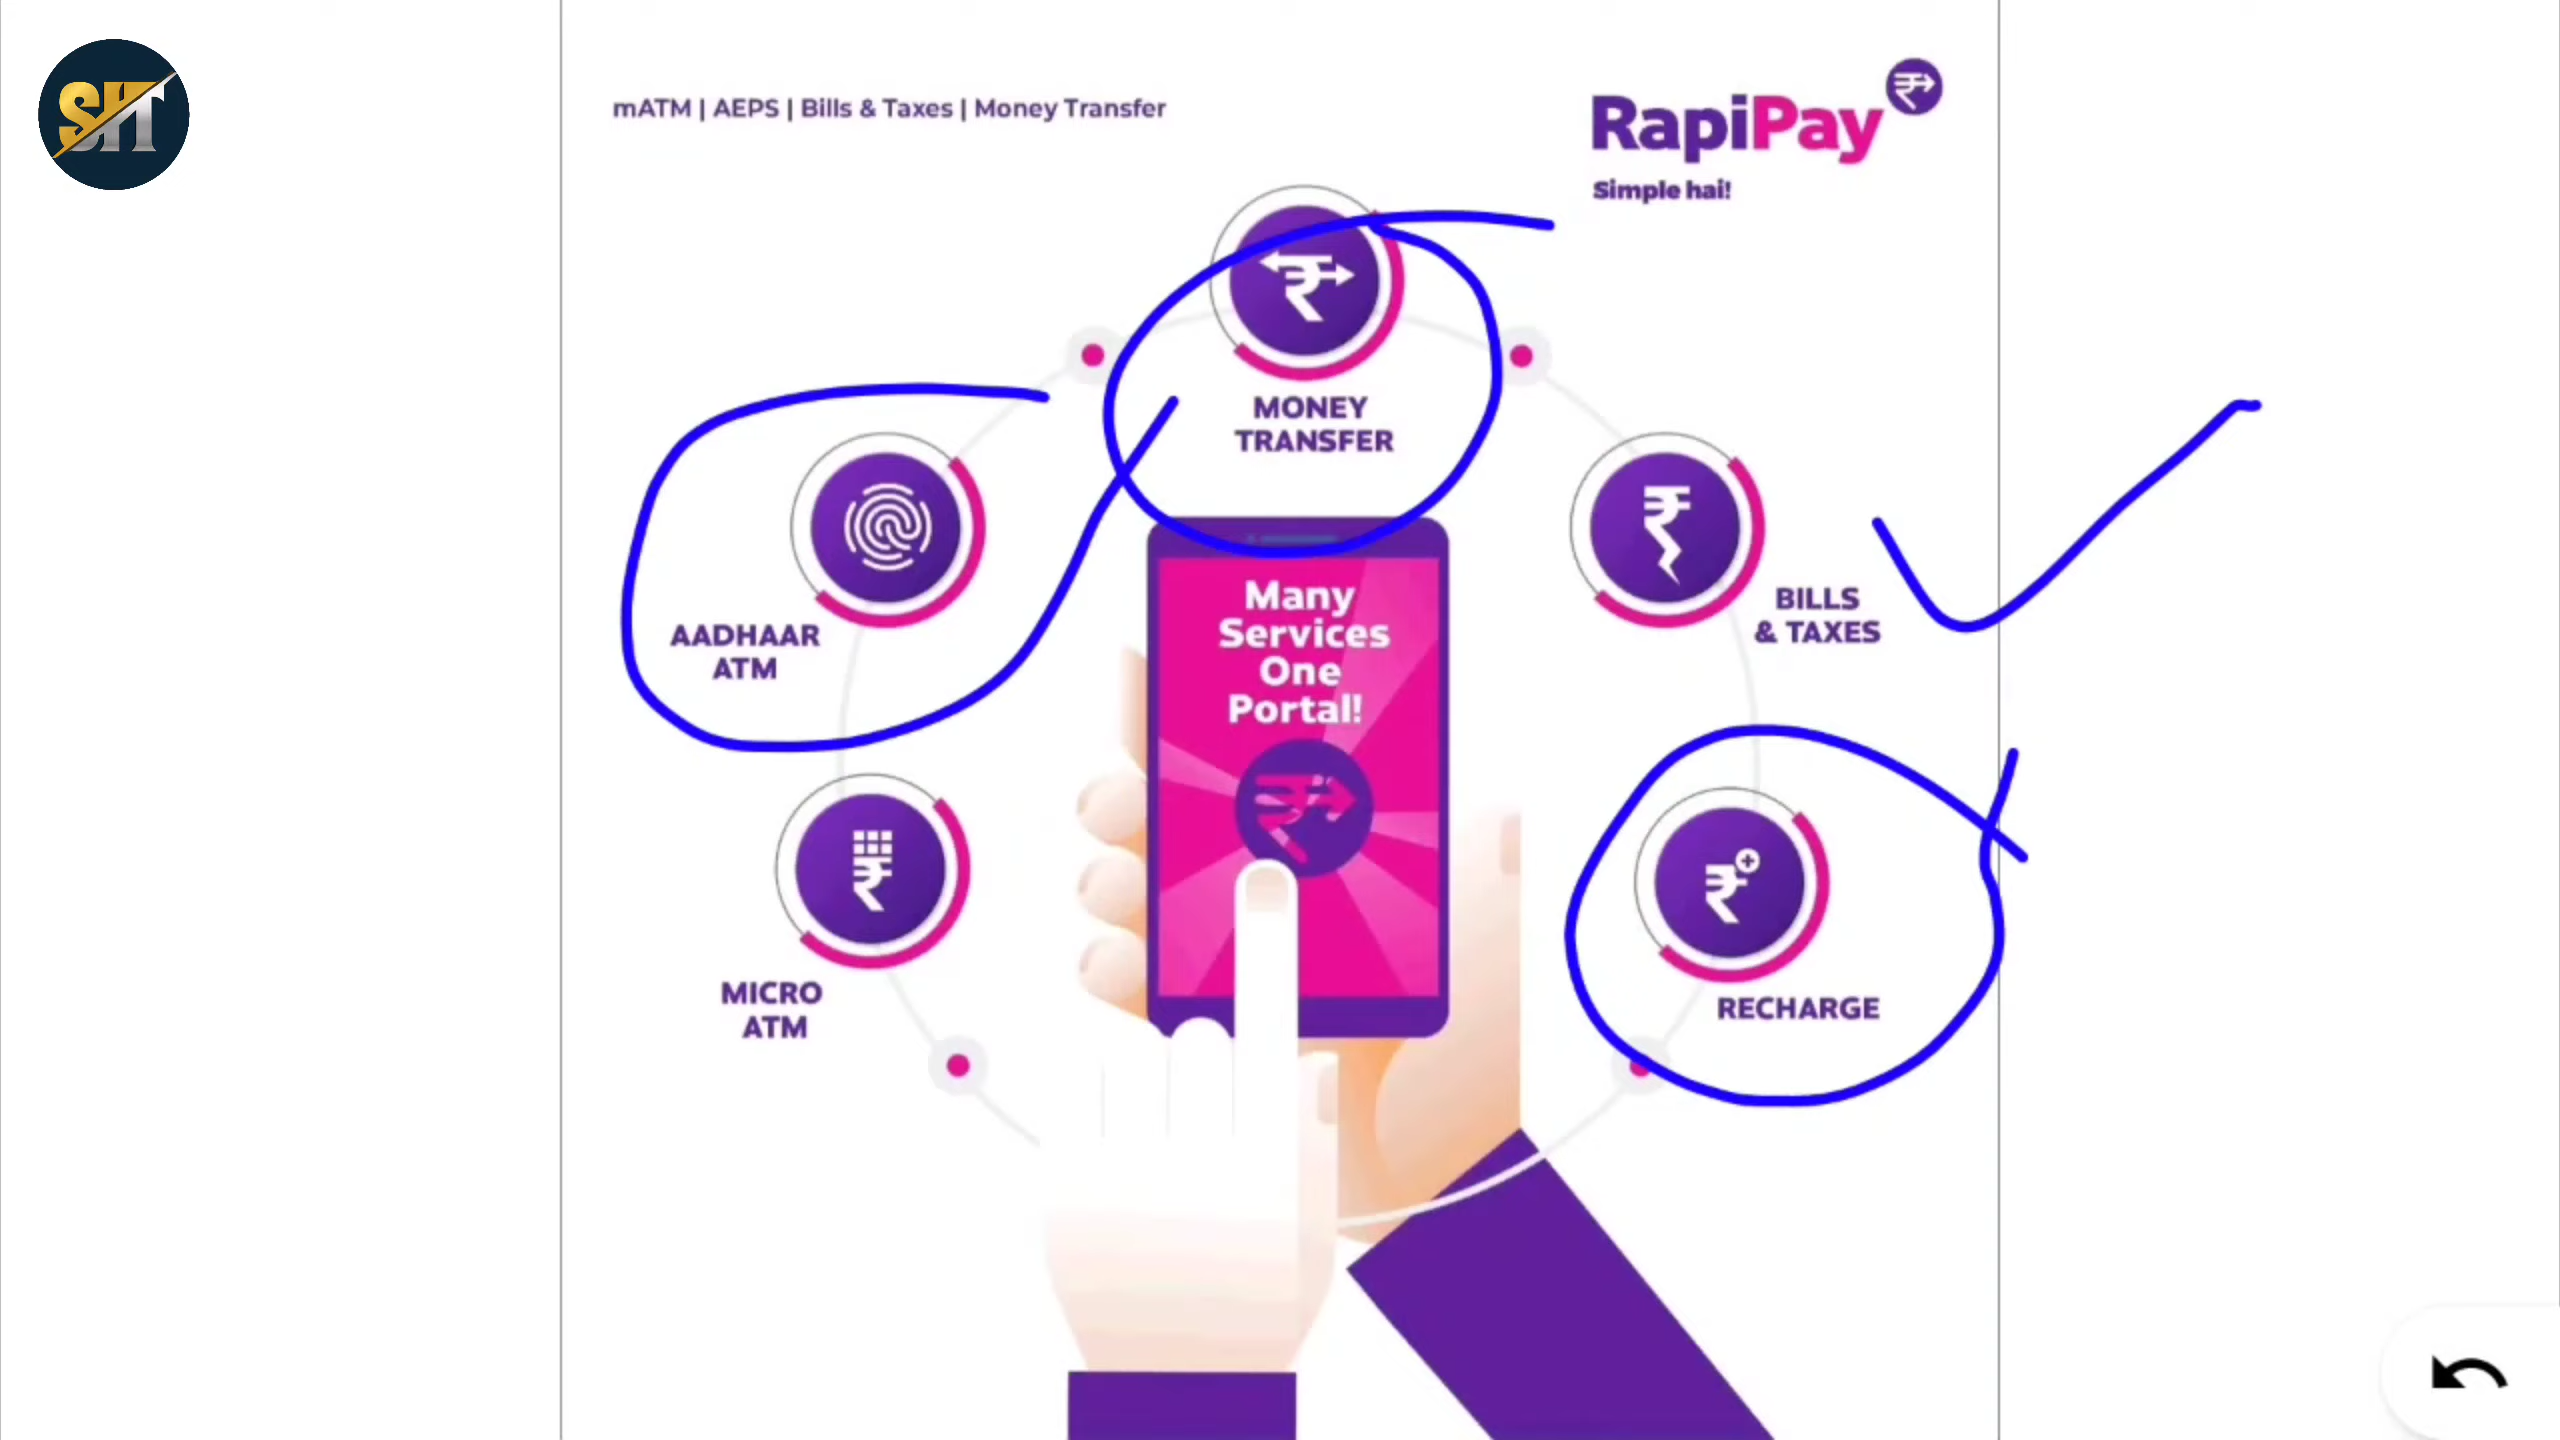 SHT
mATM | AEPS | Bills & Taxes | Money Transfer
RapiPay
Simple hai!
MONEY
TRANSFER
AADHAAR
ATM
BILLS
& TAXES
Many
Services
One
Portal!
MICRO
ATM
RECHARGE